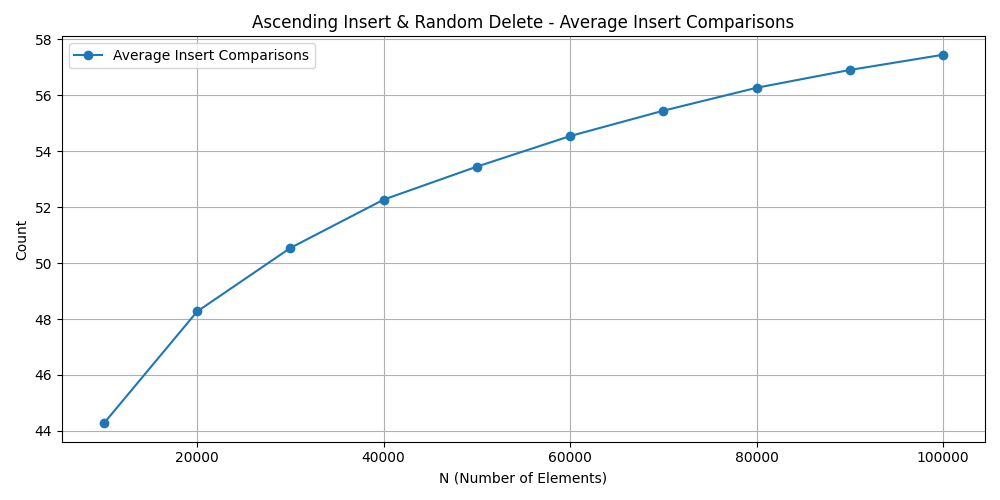 Ascending Insert & Random Delete - Average Insert Comparisons
Average Insert Comparisons
58
56
54
52
50
48
46
44
Count
20000 40000 60000 80000 100000
N (Number of Elements)